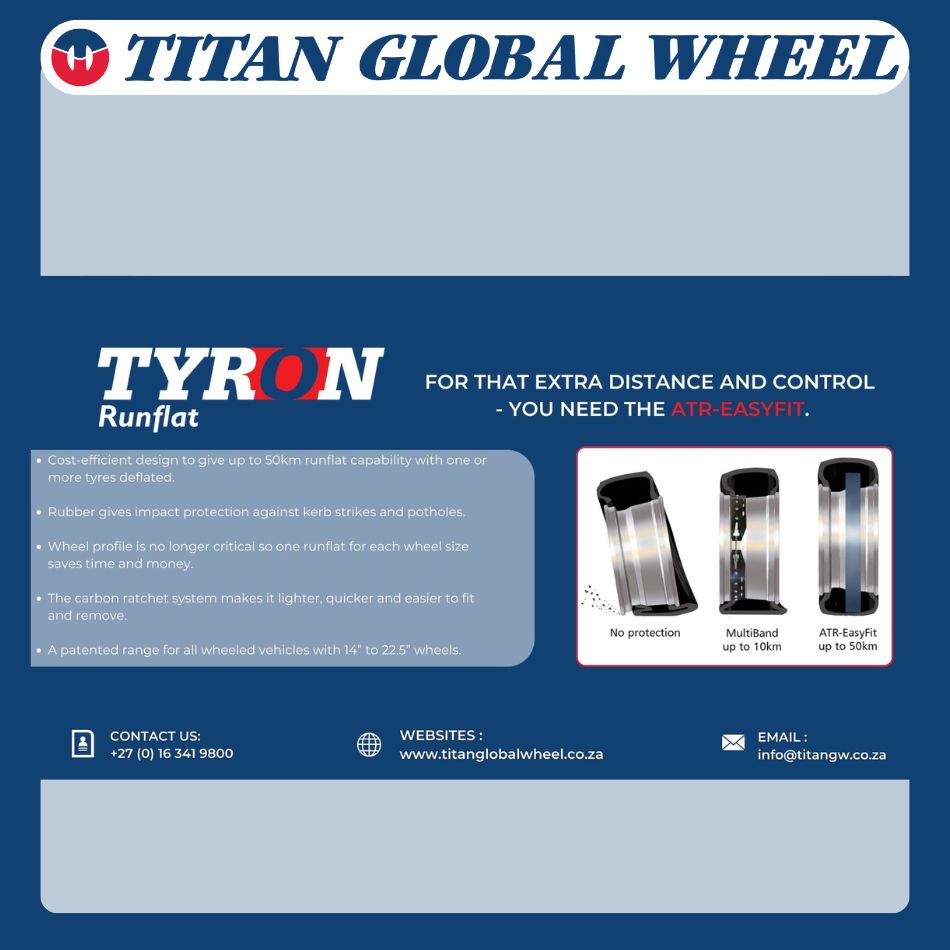 TITAN GLOBAL WHEEL
TYRON
Runflat
FOR THAT EXTRA DISTANCE AND CONTROL
- YOU NEED THE ATR-EASYFIT.
• Cost-efficient design to give up to 50km runflat capability with one or
more tyres deflated.
• Rubber gives impact protection against kerb strikes and potholes.
• Wheel profile is no longer critical so one runflat for each wheel size
saves time and money.
• The carbon ratchet system makes it lighter, quicker and easier to fit
and remove.
• A patented range for all wheeled vehicles with 14” to 22.5” wheels.
No protection
MultiBand
up to 10km
ATR-EasyFit
up to 50km
CONTACT US:
+27 (0) 16 341 9800
WEBSITES :
www.titanglobalwheel.co.za
EMAIL :
info@titangw.co.za